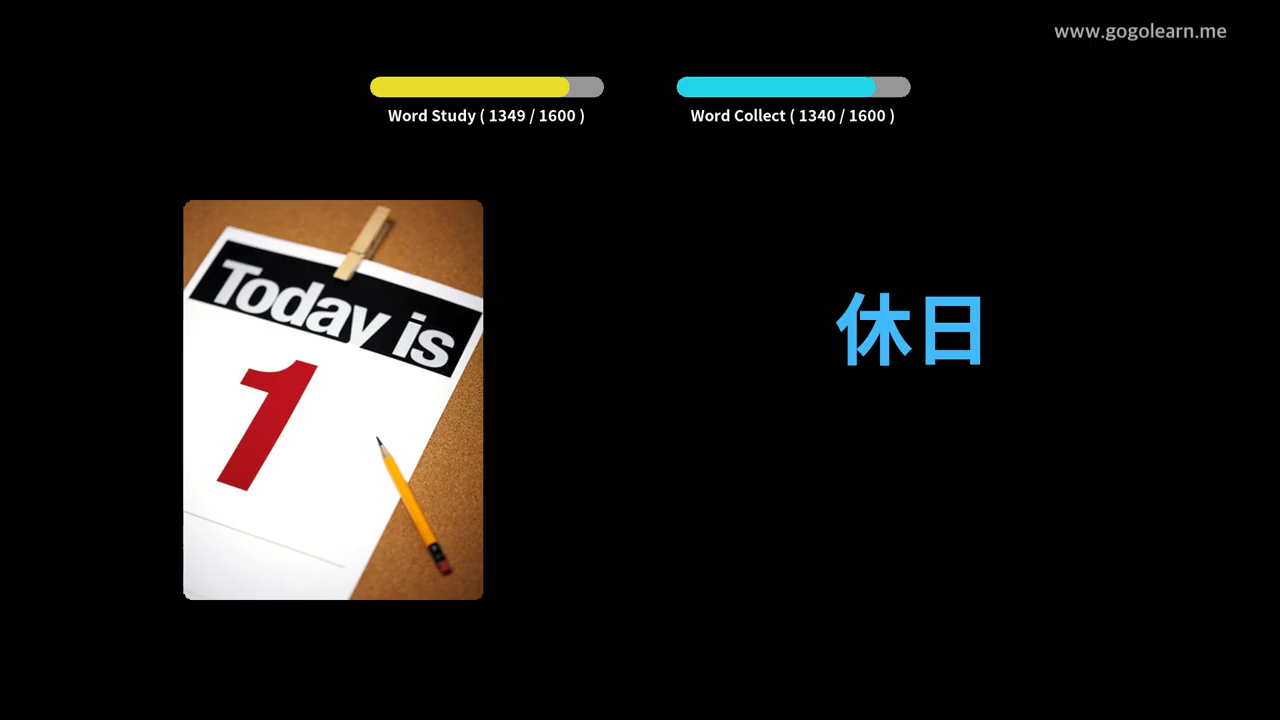 www.gogolearn.me
Word Study ( 1349 / 1600 )
Word Collect ( 1340 / 1600 )
Today is
1
休日